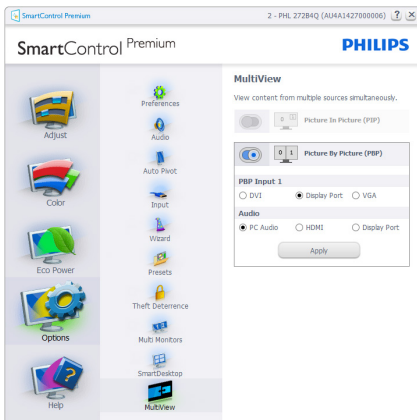 SmartControl Premium
2 - PHL 272B4Q (AU4A1427000006)
SmartControl Premium
PHILIPS
Adjust
Color
Eco Power
Options
Help
Preferences
Audio
Auto Pivot
Input
Wizard
Presets
Theft Deterrence
Multi Monitors
SmartDesktop
MultiView
MultiView
View content from multiple sources simultaneously.
0 Picture In Picture (PIP)
0 1 Picture By Picture (PBP)
PBP Input 1
DVI Display Port VGA
Audio
PC Audio HDMI Display Port
Apply